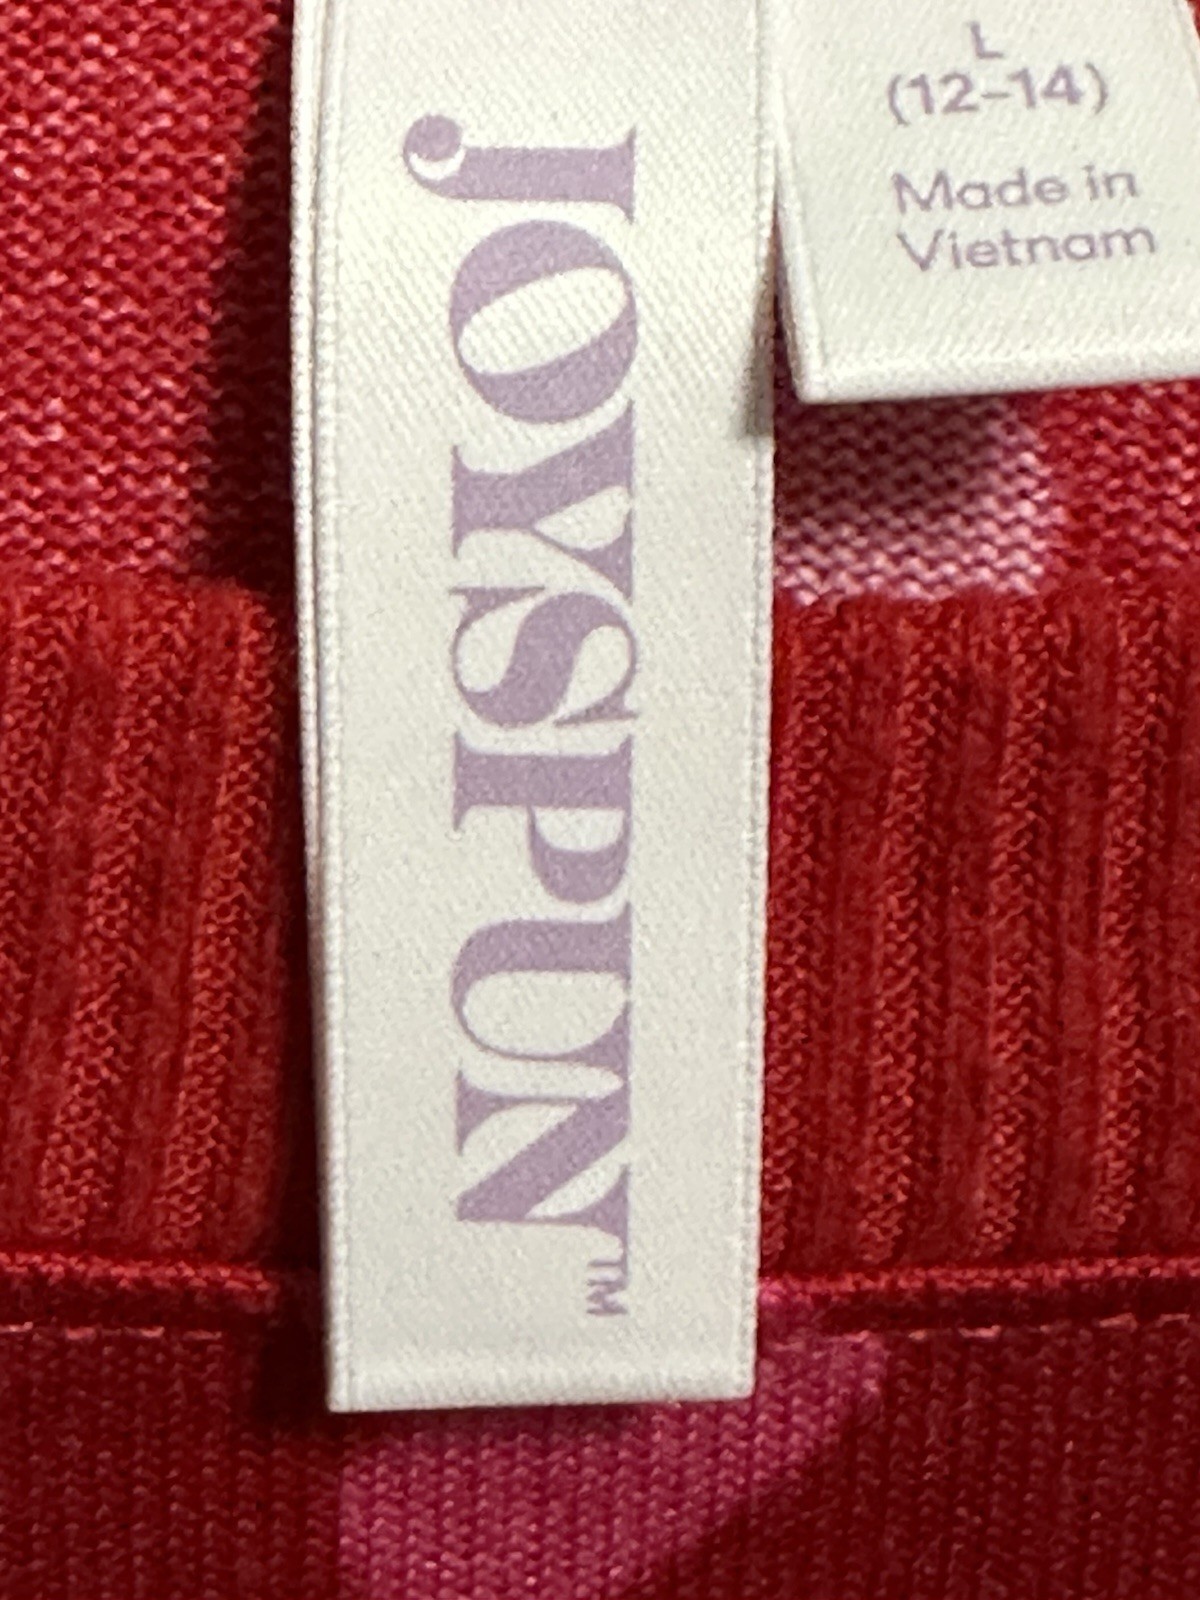 JOYSPUN™
L
(12-14)
Made in
Vietnam